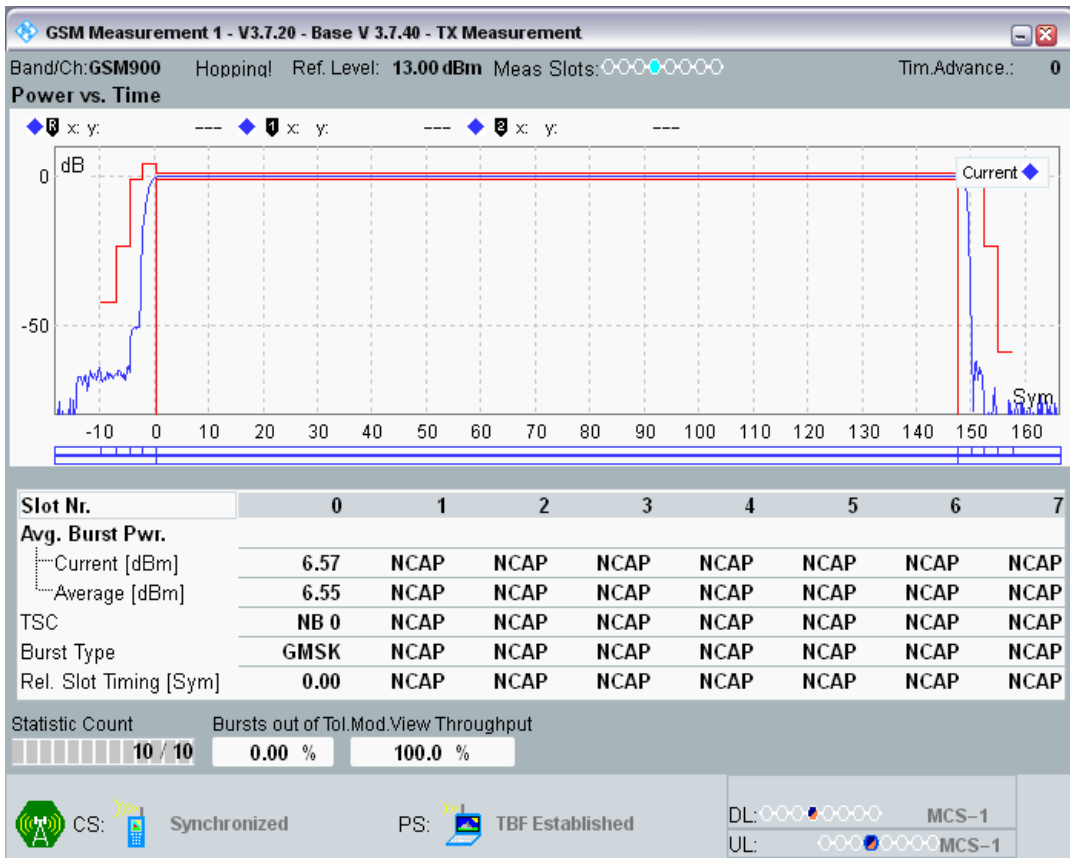 GSM Measurement 1 - V3.7.20 - Base V 3.7.40 - TX Measurement
Band/Ch:GSM900 Hopping! Ref. Level: 13.00 dBm Meas Slots: Tim.Advance.: 0
Power vs. Time
R x: y: --- 1 x: y: --- 2 x: y: ---
dB
0
Current
-50
Sym
-10 0 10 20 30 40 50 60 70 80 90 100 110 120 130 140 150 160
Slot Nr. 0 1 2 3 4 5 6 7
Avg. Burst Pwr.
Current [dBm] 6.57 NCAP NCAP NCAP NCAP NCAP NCAP NCAP
Average [dBm] 6.55 NCAP NCAP NCAP NCAP NCAP NCAP NCAP
TSC NB 0 NCAP NCAP NCAP NCAP NCAP NCAP NCAP
Burst Type GMSK NCAP NCAP NCAP NCAP NCAP NCAP NCAP
Rel. Slot Timing [Sym] 0.00 NCAP NCAP NCAP NCAP NCAP NCAP NCAP
Statistic Count Bursts out of Tol.Mod.View Throughput
10 / 10 0.00 % 100.0 %
CS: Synchronized PS: TBF Established
DL: MCS-1
UL: MCS-1